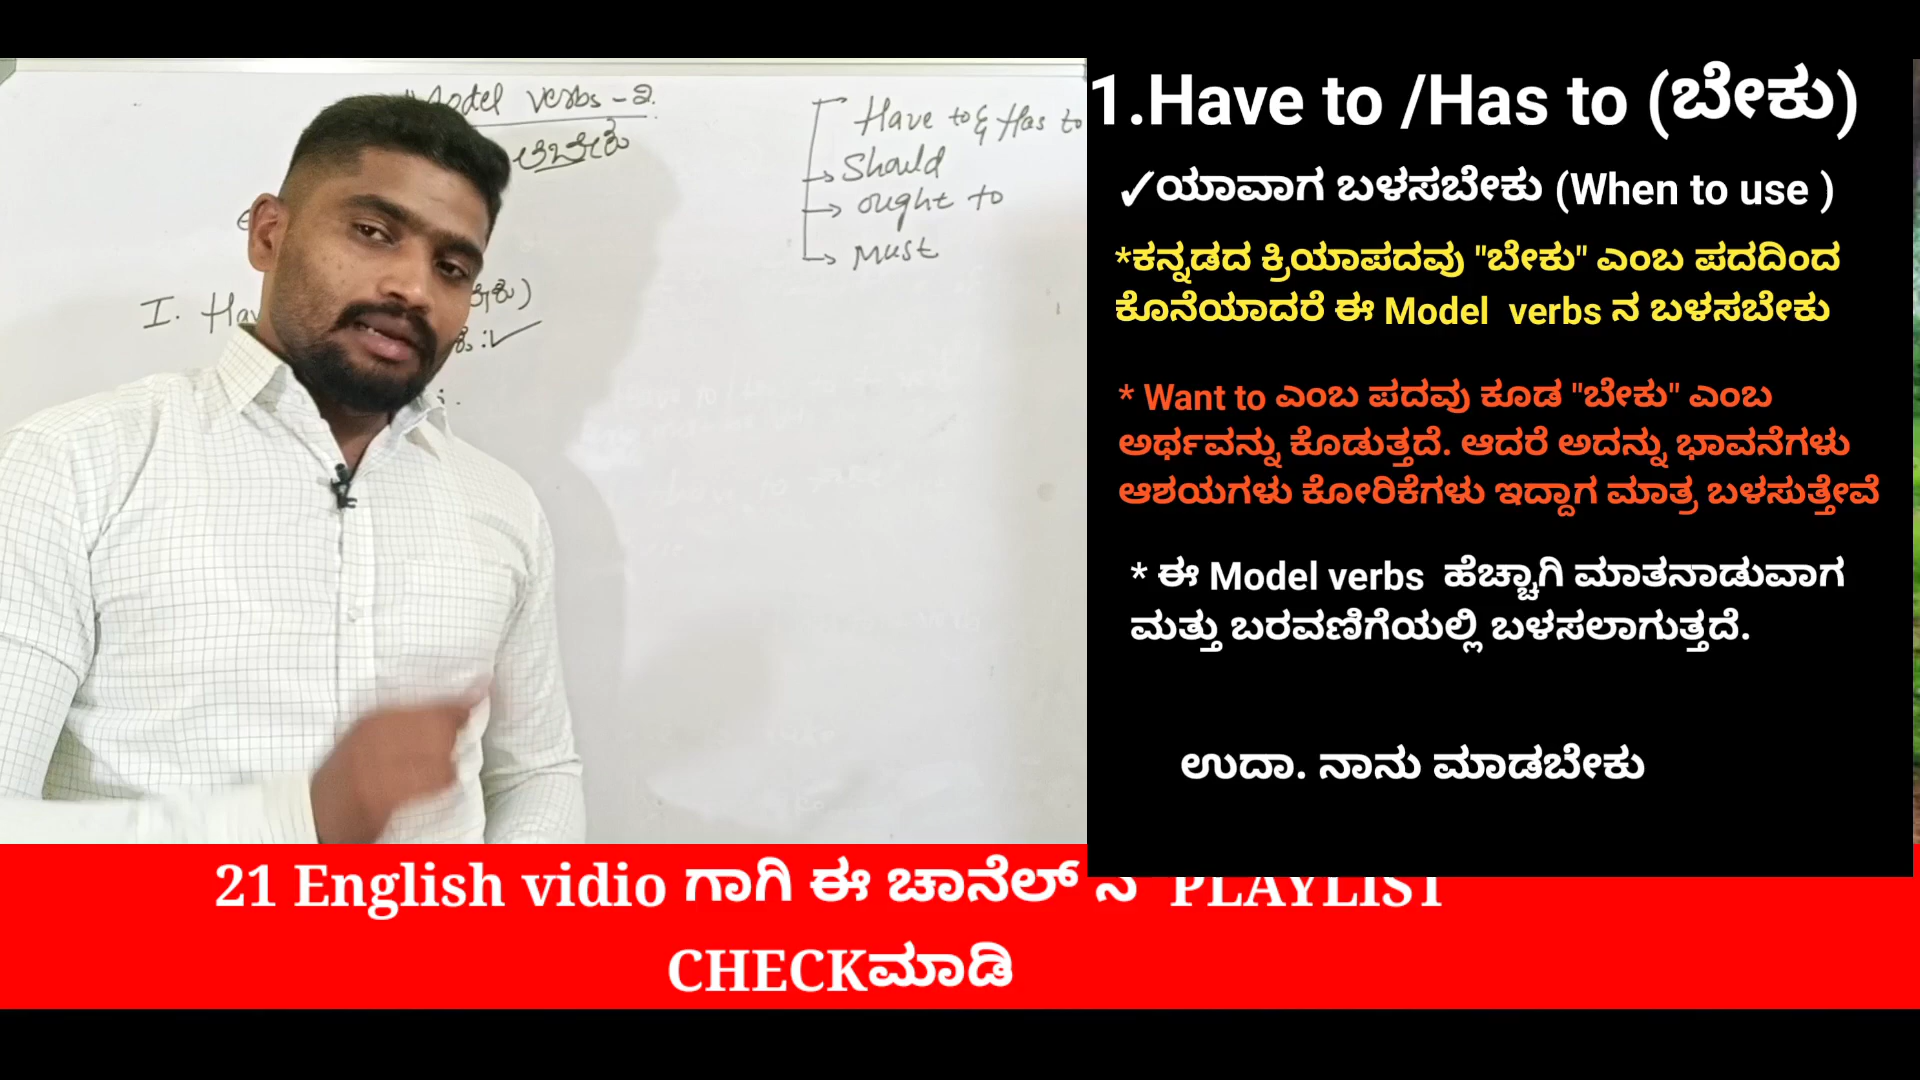 "Model verbs - 2.
Have to & Has to
Should
ought to
Must
I. Hav
1.Have to /Has to (ಬೇಕು)
✓ಯಾವಾಗ ಬಳಸಬೇಕು (When to use )
*ಕನ್ನಡದ ಕ್ರಿಯಾಪದವು "ಬೇಕು" ಎಂಬ ಪದದಿಂದ
ಕೊನೆಯಾದರೆ ಈ Model verbs ನ ಬಳಸಬೇಕು
* Want to ಎಂಬ ಪದವು ಕೂಡ "ಬೇಕು" ಎಂಬ
ಅರ್ಥವನ್ನು ಕೊಡುತ್ತದೆ. ಆದರೆ ಅದನ್ನು ಭಾವನೆಗಳು
ಆಶಯಗಳು ಕೋರಿಕೆಗಳು ಇದ್ದಾಗ ಮಾತ್ರ ಬಳಸುತ್ತೇವೆ
* ಈ Model verbs ಹೆಚ್ಚಾಗಿ ಮಾತನಾಡುವಾಗ
ಮತ್ತು ಬರವಣಿಗೆಯಲ್ಲಿ ಬಳಸಲಾಗುತ್ತದೆ.
ಉದಾ. ನಾನು ಮಾಡಬೇಕು
21 English vidio ಗಾಗಿ ಈ ಚಾನೆಲ್ ನ PLAYLIST
CHECKಮಾಡಿ